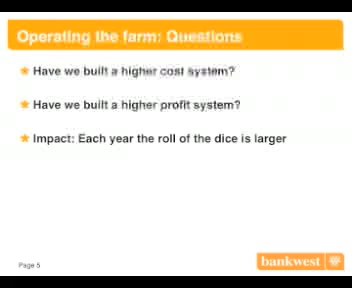 Operating the farm: Questions
Have we built a higher cost system?
Have we built a higher profit system?
Impact: Each year the roll of the dice is larger
Page 5
bankwest